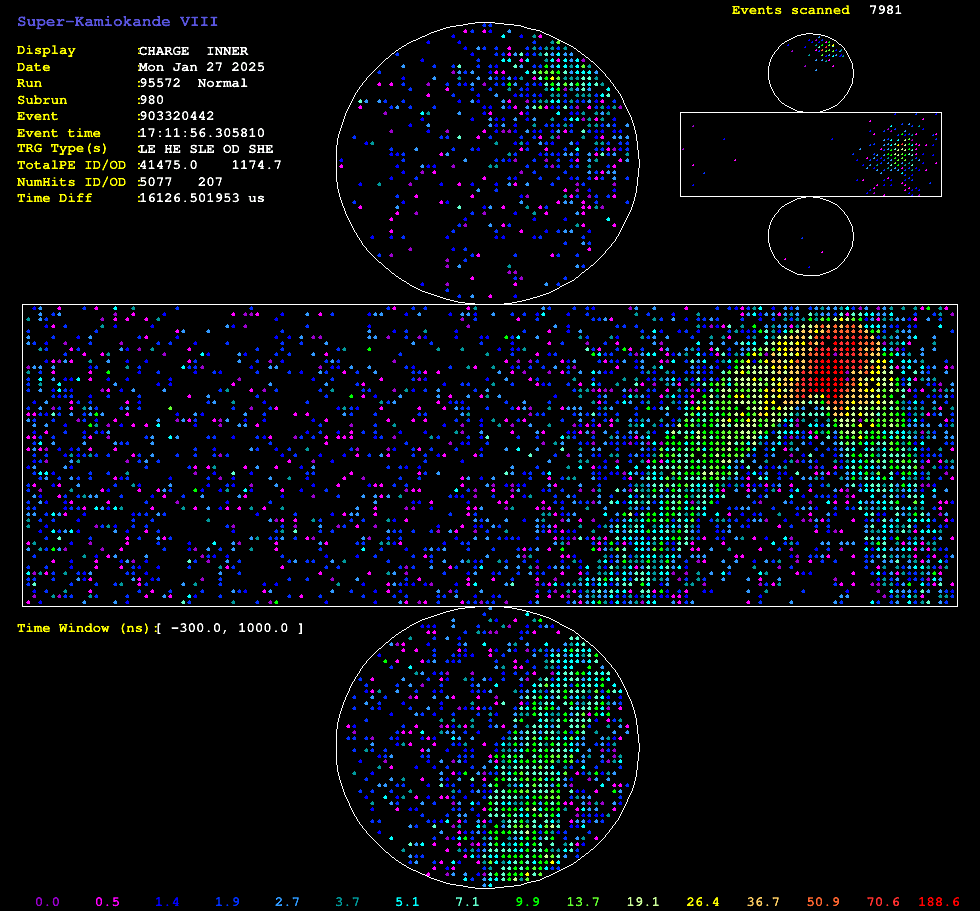 Super-Kamiokande VIII
Events scanned 7981
Display :CHARGE INNER
Date :Mon Jan 27 2025
Run :95572 Normal
Subrun :980
Event :903320442
Event time :17:11:56.305810
TRG Type(s) :LE HE SLE OD SHE
TotalPE ID/OD :41475.0 1174.7
NumHits ID/OD :5077 207
Time Diff :16126.501953 us
Time Window (ns):[ -300.0, 1000.0 ]
0.0 0.5 1.4 1.9 2.7 3.7 5.1 7.1 9.9 13.7 19.1 26.4 36.7 50.9 70.6 188.6